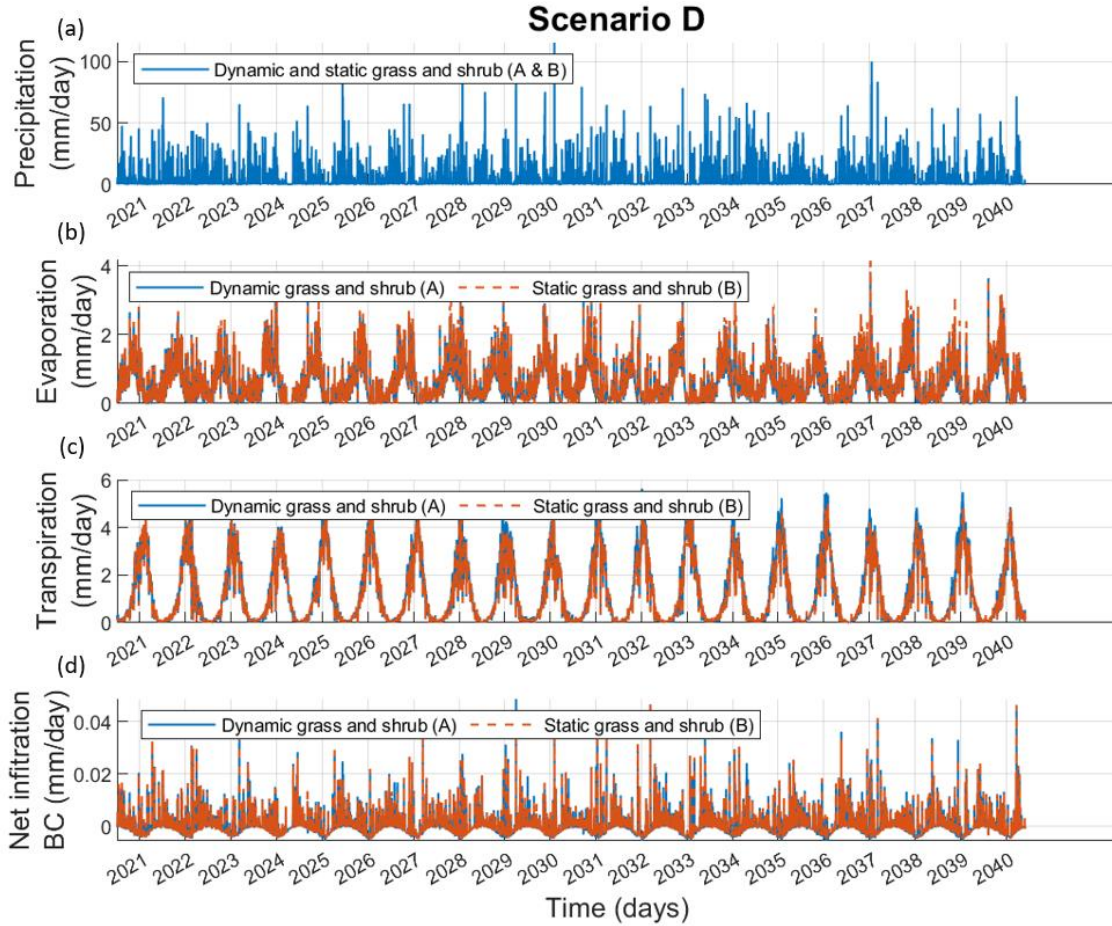 Scenario D
(a)
Precipitation
(mm/day)
100
50
0
Dynamic and static grass and shrub (A & B)
2021 2022 2023 2024 2025 2026 2027 2028 2029 2030 2031 2032 2033 2034 2035 2036 2037 2038 2039 2040
(b)
Evaporation
(mm/day)
4
2
0
Dynamic grass and shrub (A) Static grass and shrub (B)
2021 2022 2023 2024 2025 2026 2027 2028 2029 2030 2031 2032 2033 2034 2035 2036 2037 2038 2039 2040
(c)
Transpiration
(mm/day)
6
4
2
0
Dynamic grass and shrub (A) Static grass and shrub (B)
2021 2022 2023 2024 2025 2026 2027 2028 2029 2030 2031 2032 2033 2034 2035 2036 2037 2038 2039 2040
(d)
Net infitration
BC (mm/day)
0.04
0.02
0
Dynamic grass and shrub (A) Static grass and shrub (B)
2021 2022 2023 2024 2025 2026 2027 2028 2029 2030 2031 2032 2033 2034 2035 2036 2037 2038 2039 2040
Time (days)